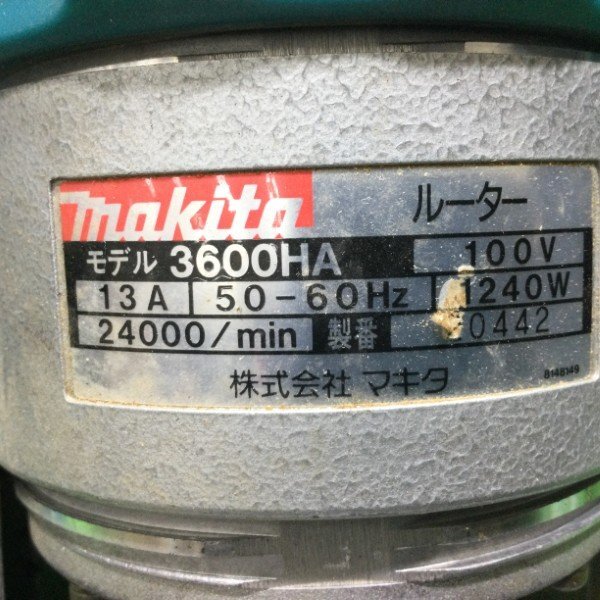 makita ルーター
モデル 3600HA 100V
13A 50-60Hz 1240W
24000/min 製番 0442
株式会社 マキタ